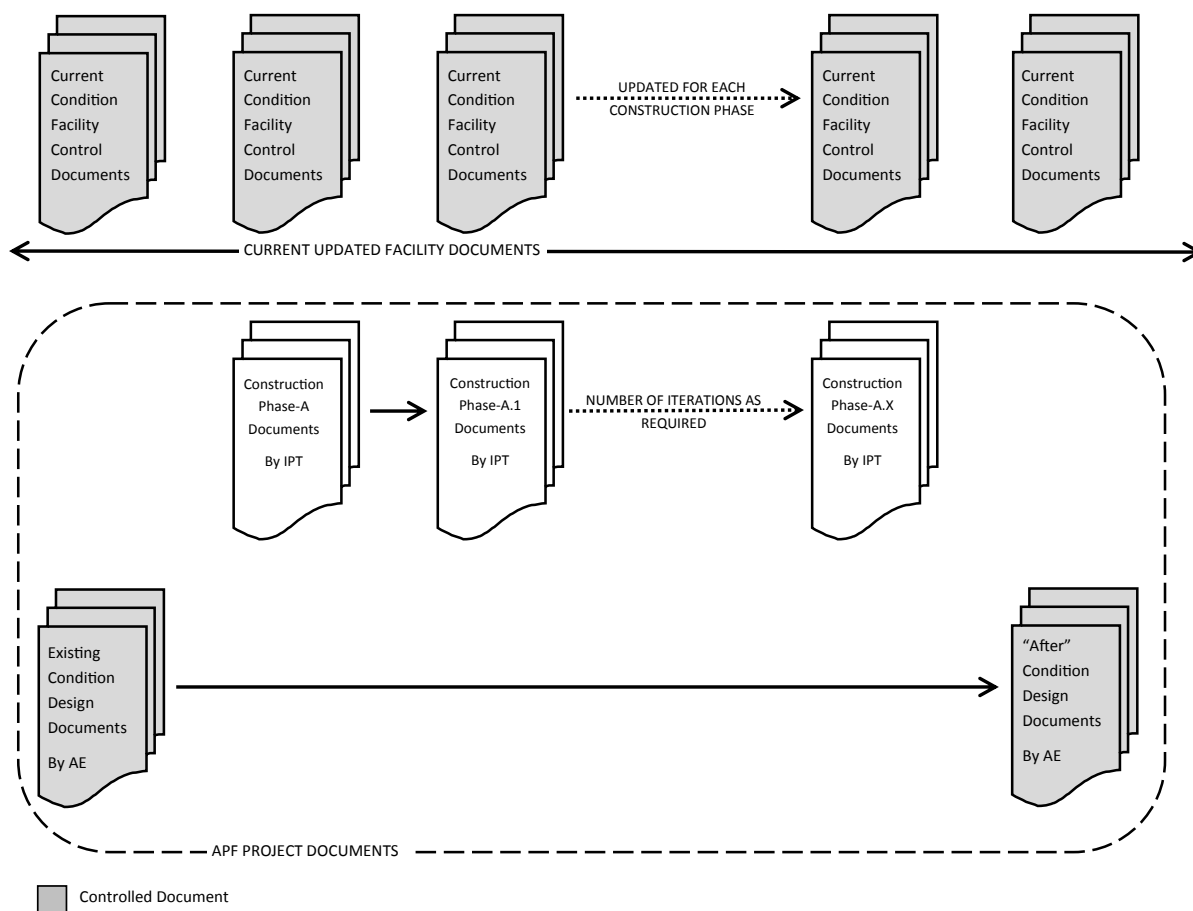 Current
Condition
Facility
Control
Documents
Current
Condition
Facility
Control
Documents
Current
Condition
Facility
Control
Documents
UPDATED FOR EACH
CONSTRUCTION PHASE
Current
Condition
Facility
Control
Documents
Current
Condition
Facility
Control
Documents
CURRENT UPDATED FACILITY DOCUMENTS
Construction
Phase-A
Documents
By IPT
Construction
Phase-A.1
Documents
By IPT
NUMBER OF ITERATIONS AS
REQUIRED
Construction
Phase-A.X
Documents
By IPT
Existing
Condition
Design
Documents
By AE
“After”
Condition
Design
Documents
By AE
APF PROJECT DOCUMENTS
Controlled Document